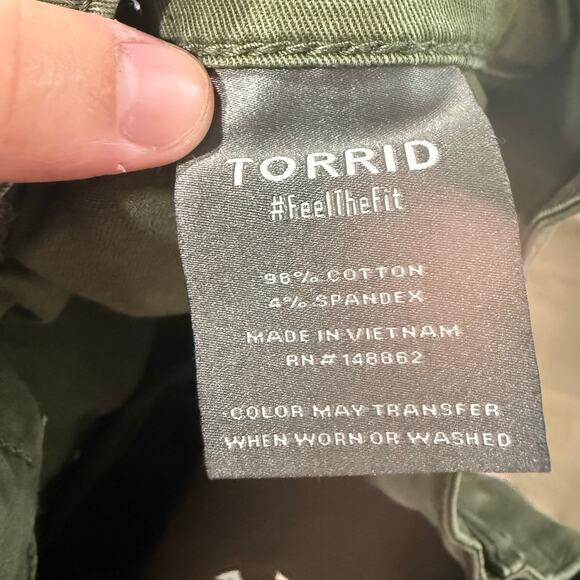 TORRID
#FeelTheFit
96% COTTON
4% SPANDEX
MADE IN VIETNAM
RN# 148862
COLOR MAY TRANSFER
WHEN WORN OR WASHED